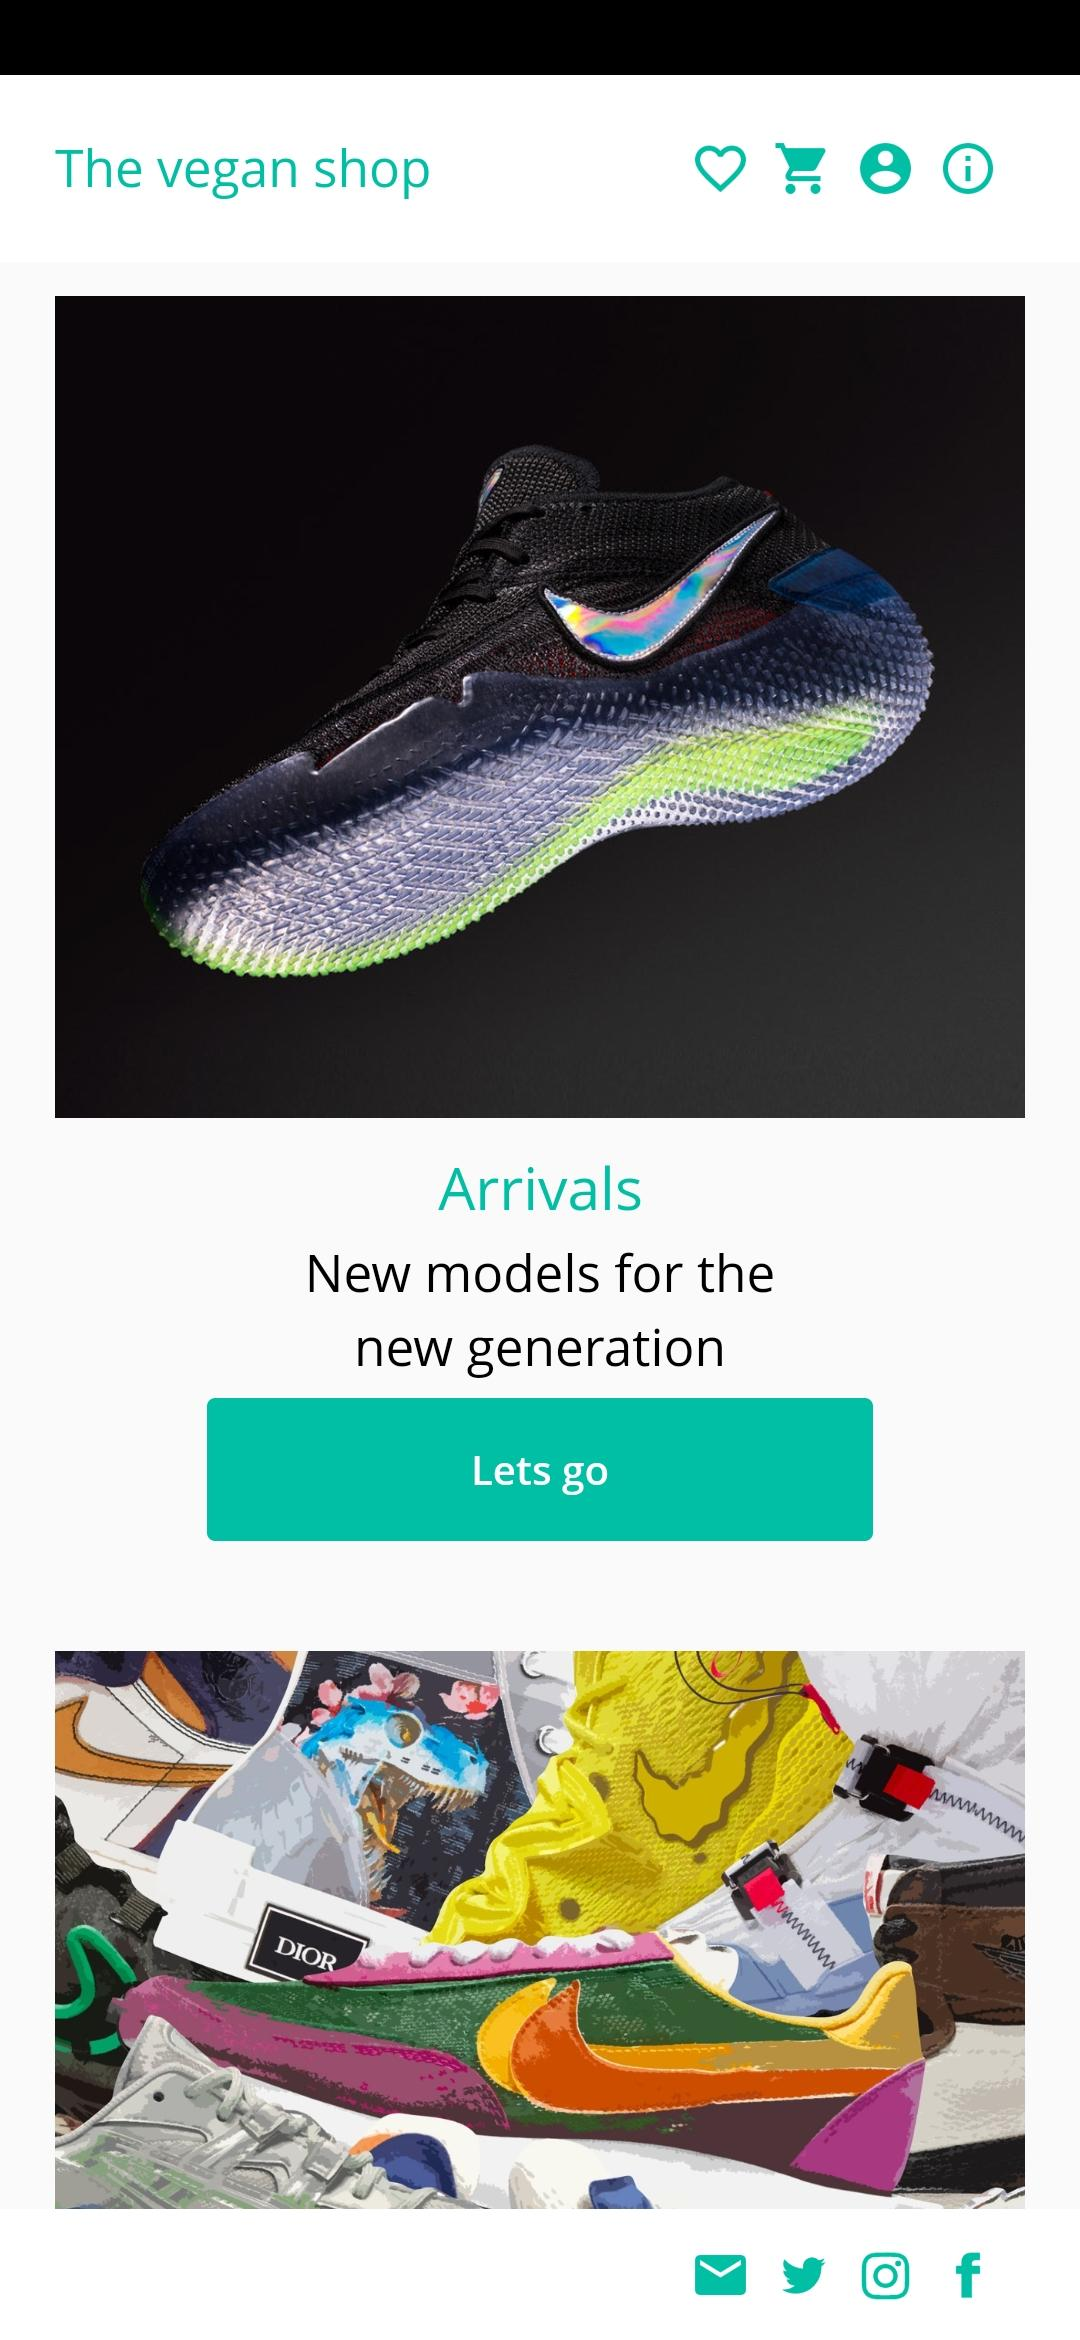 The vegan shop
Arrivals
New models for the
new generation
Lets go
DIOR